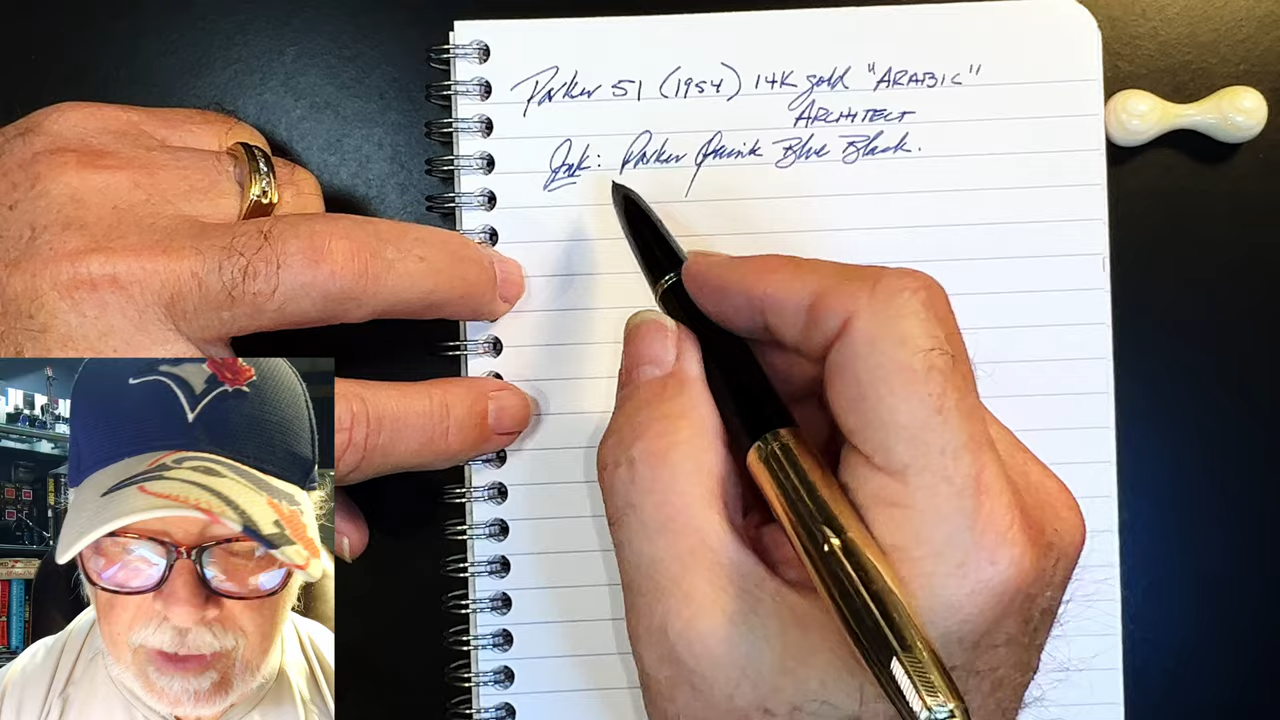 Parker 51 (1954) 14K gold "ARABIC"
ARCHITECT
Ink: Parker Quink Blue Black.